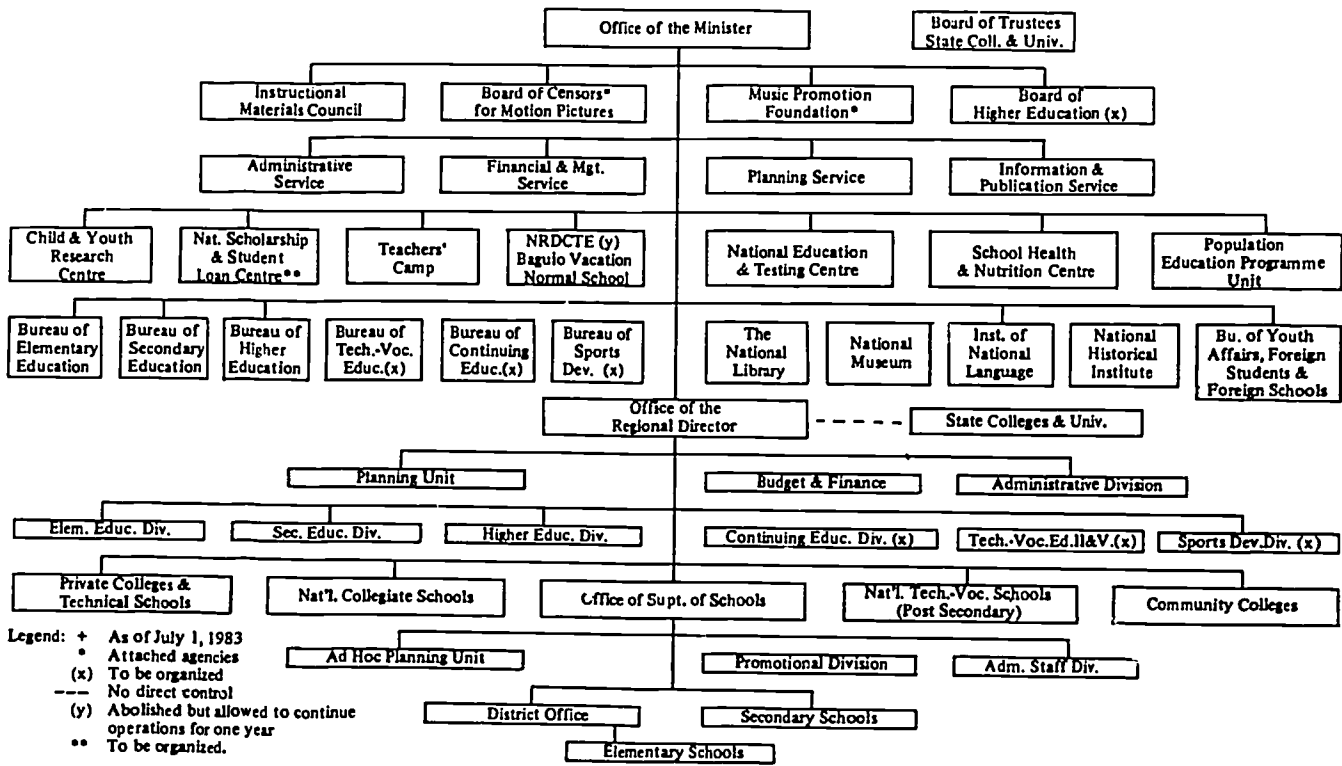 Office of the Minister
Board of Trustees
State Coll. & Univ.
Instructional
Materials Council
Board of Censors*
for Motion Pictures
Music Promotion
Foundation*
Board of
Higher Education (x)
Administrative
Service
Financial & Mgt.
Service
Planning Service
Information &
Publication Service
Child & Youth
Research
Centre
Nat. Scholarship
& Student
Loan Centre**
Teachers'
Camp
NRDCTE (y)
Baguio Vacation
Normal School
National Education
& Testing Centre
School Health
& Nutrition Centre
Population
Education Programme
Unit
Bureau of
Elementary
Education
Bureau of
Secondary
Education
Bureau of
Higher
Education
Bureau of
Tech.-Voc.
Educ.(x)
Bureau of
Continuing
Educ.(x)
Bureau of
Sports
Dev. (x)
The
National
Library
National
Museum
Inst. of
National
Language
National
Historical
Institute
Bu. of Youth
Affairs, Foreign
Students &
Foreign Schools
Office of the
Regional Director
State Colleges & Univ.
Planning Unit
Budget & Finance
Administrative Division
Elem. Educ. Div.
Sec. Educ. Div.
Higher Educ. Div.
Continuing Educ. Div. (x)
Tech.-Voc.Ed.II&V.(x)
Sports Dev.Div. (x)
Private Colleges &
Technical Schools
Nat'l. Collegiate Schools
Office of Supt. of Schools
Nat'l. Tech.-Voc. Schools
(Post Secondary)
Community Colleges
Legend: + As of July 1, 1983
* Attached agencies
(x) To be organized
--- No direct control
(y) Abolished but allowed to continue
operations for one year
** To be organized.
Ad Hoc Planning Unit
Promotional Division
Adm. Staff Div.
District Office
Secondary Schools
Elementary Schools